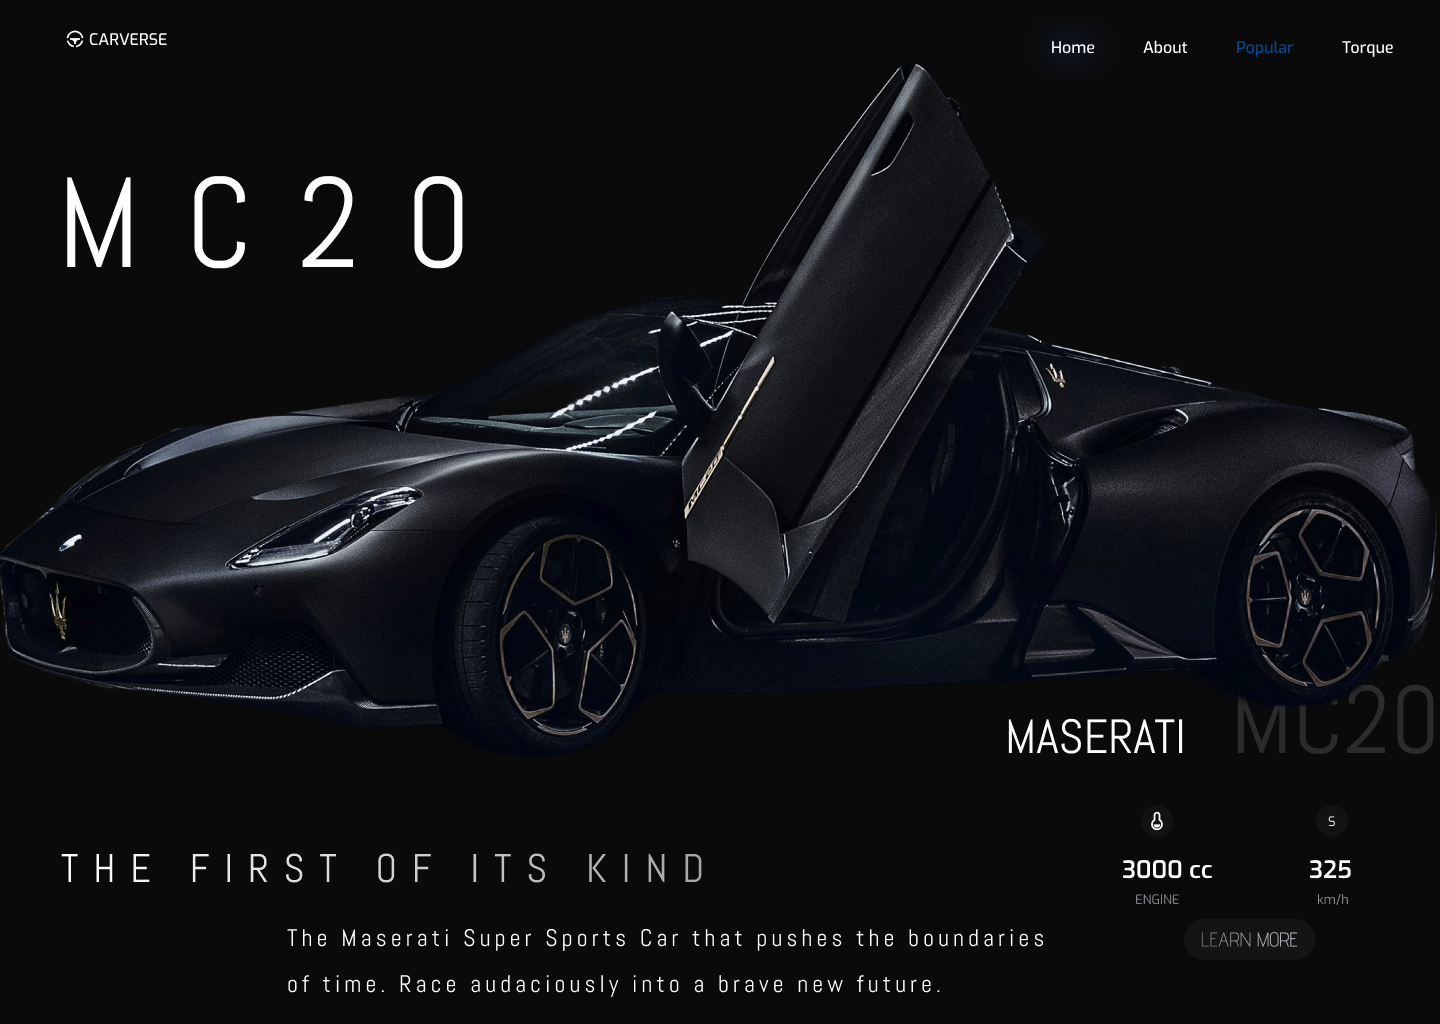 CARVERSE
Home About Popular Torque
MC20
MC20
MASERATI
MC20
S
3000 cc
325
ENGINE
km/h
THE FIRST OF ITS KIND
The Maserati Super Sports Car that pushes the boundaries
of time. Race audaciously into a brave new future.
LEARN MORE